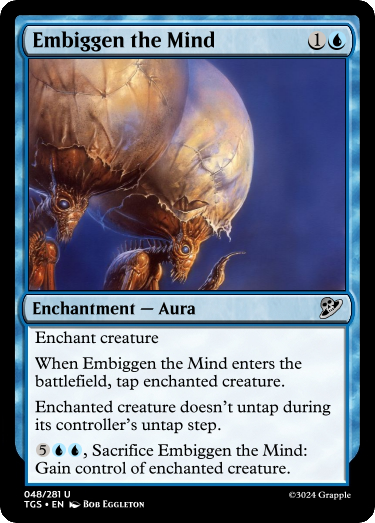 Embiggen the Mind 1
Enchantment — Aura
Enchant creature
When Embiggen the Mind enters the
battlefield, tap enchanted creature.
Enchanted creature doesn't untap during
its controller's untap step.
5, Sacrifice Embiggen the Mind:
Gain control of enchanted creature.
048/281 U
TGS • EN Bob Eggleton
©3024 Grapple